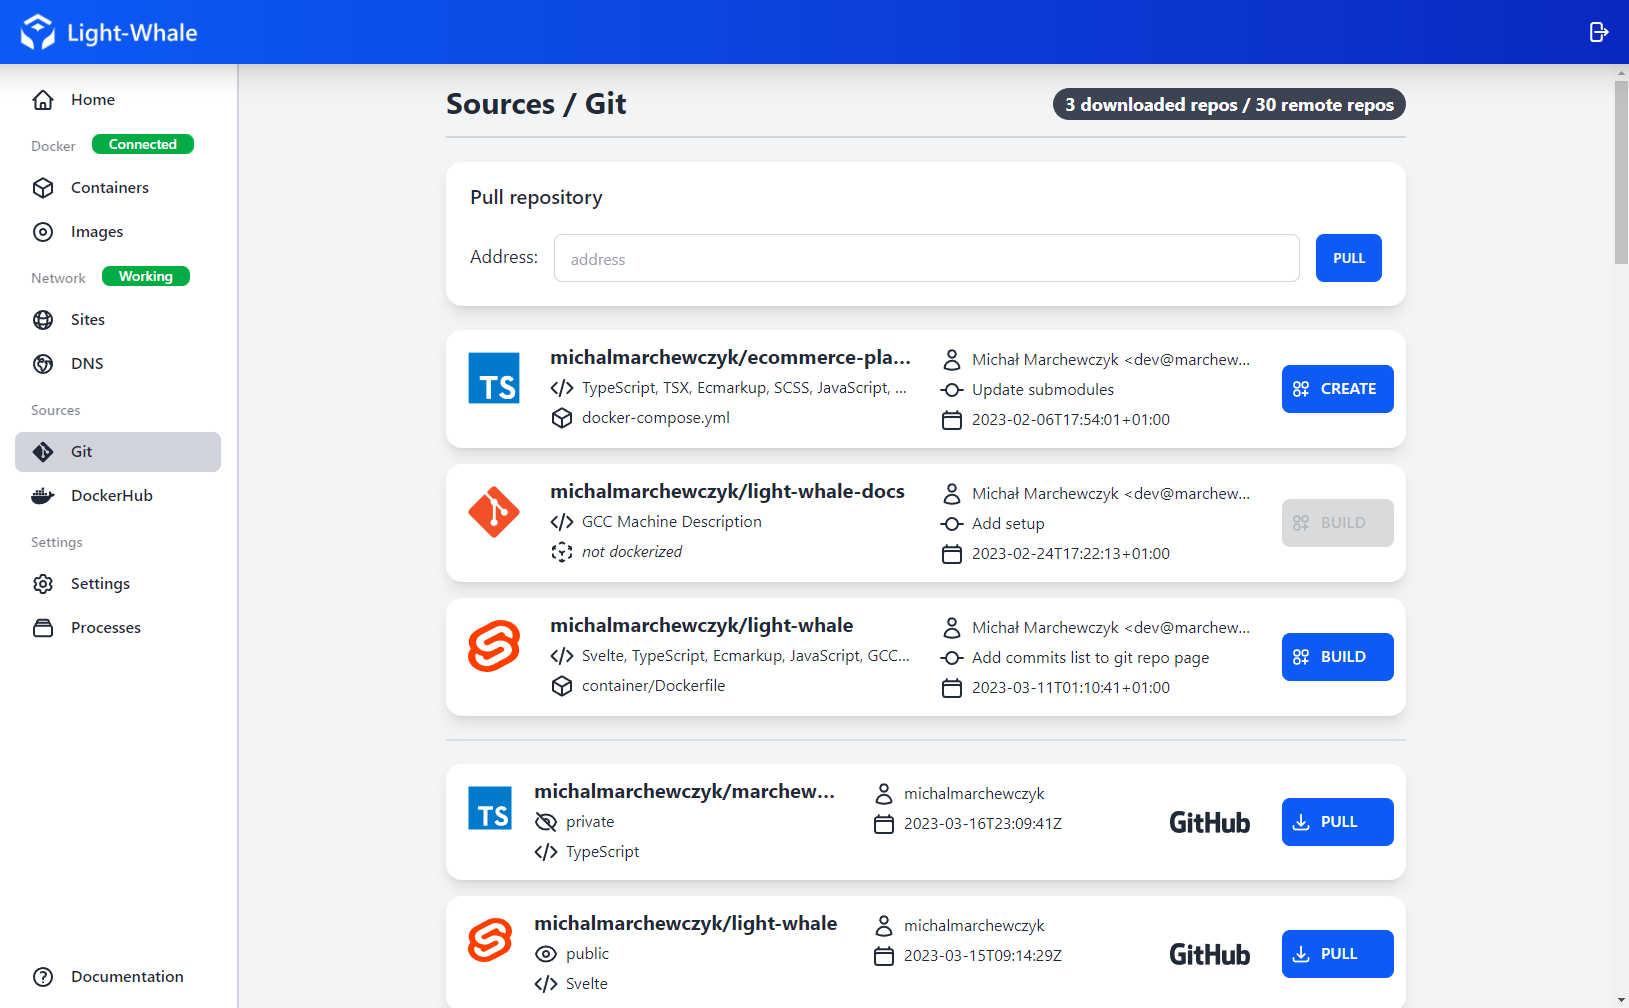 Light-Whale
Home
Docker Connected
Containers
Images
Network Working
Sites
DNS
Sources
Git
DockerHub
Settings
Settings
Processes
Documentation
Sources / Git
3 downloaded repos / 30 remote repos
Pull repository
Address: address PULL
TS
michalmarchewczyk/ecommerce-pla...
TypeScript, TSX, Ecmarkup, SCSS, JavaScript, ...
docker-compose.yml
Michał Marchewczyk <dev@marchew...
Update submodules
2023-02-06T17:54:01+01:00
CREATE
michalmarchewczyk/light-whale-docs
GCC Machine Description
not dockerized
Michał Marchewczyk <dev@marchew...
Add setup
2023-02-24T17:22:13+01:00
BUILD
michalmarchewczyk/light-whale
Svelte, TypeScript, Ecmarkup, JavaScript, GCC...
container/Dockerfile
Michał Marchewczyk <dev@marchew...
Add commits list to git repo page
2023-03-11T01:10:41+01:00
BUILD
TS
michalmarchewczyk/marchew...
private
TypeScript
michalmarchewczyk
2023-03-16T23:09:41Z
GitHub
PULL
michalmarchewczyk/light-whale
public
Svelte
michalmarchewczyk
2023-03-15T09:14:29Z
GitHub
PULL